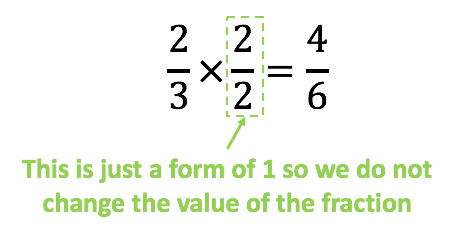 2/3 × 2/2 = 4/6
This is just a form of 1 so we do not
change the value of the fraction